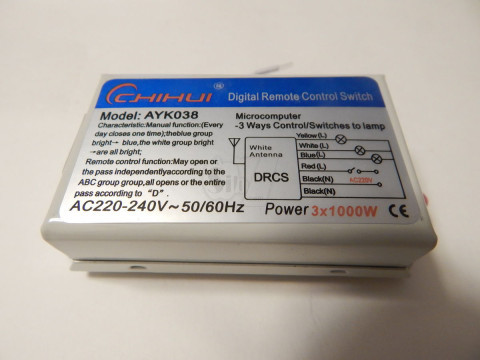 CHIHUI ®
Digital Remote Control Switch
Model: AYK038
Characteristic:Manual function:(Every
day closes one time);theblue group
bright→ blue,the white group bright
→are all bright;
Remote control function:May open or
the pass independentlyaccording to the
ABC group group,all opens or the entire
pass according to “D”.
Microcomputer
-3 Ways Control/Switches to lamp
White
Antenna
DRCS
Yellow(L)
White(L)
Blue(L)
Red(L)
Black(N)
Black(N)
AC220V
AC220-240V~50/60Hz
Power 3x1000W
CE